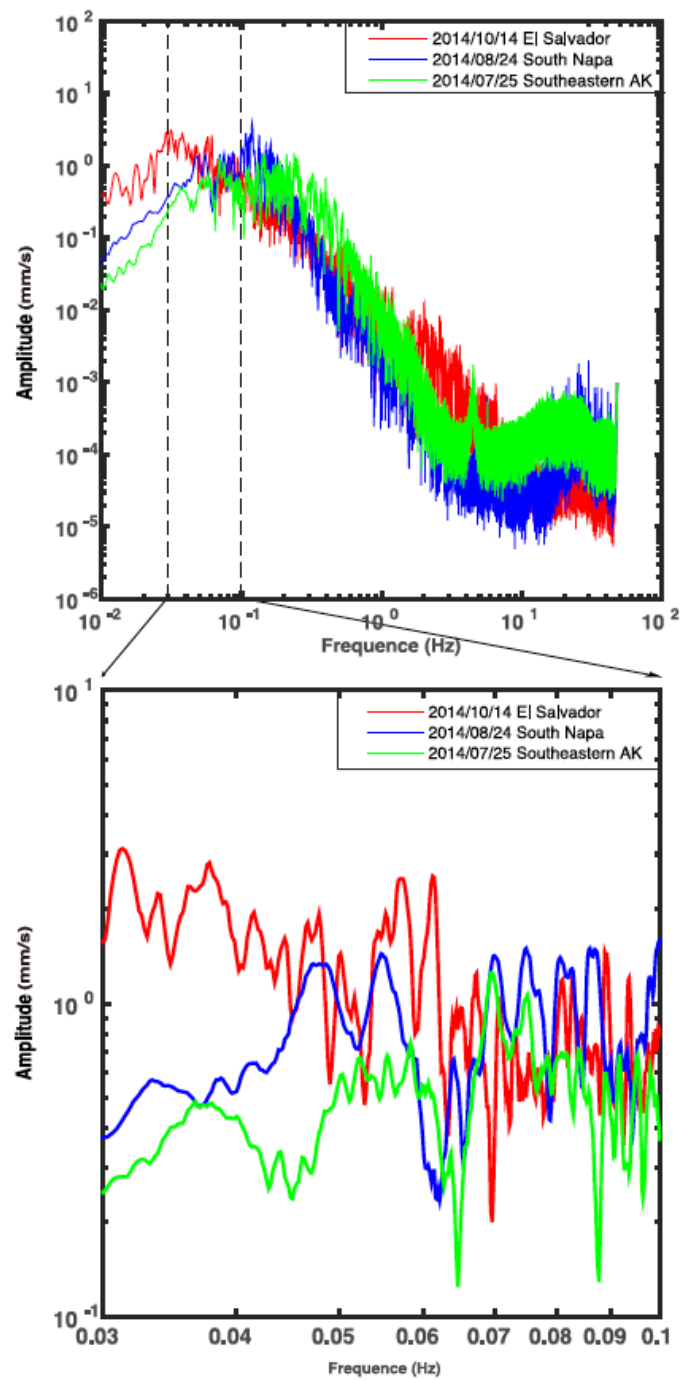 10^2
10^1
10^0
10^-1
10^-2
10^-3
10^-4
10^-5
10^-6
Amplitude (mm/s)
2014/10/14 El Salvador
2014/08/24 South Napa
2014/07/25 Southeastern AK
10^-2 10^-1 10^0 10^1 10^2
Frequence (Hz)
10^1
10^0
10^-1
Amplitude (mm/s)
2014/10/14 El Salvador
2014/08/24 South Napa
2014/07/25 Southeastern AK
0.03 0.04 0.05 0.06 0.07 0.08 0.09 0.1
Frequence (Hz)